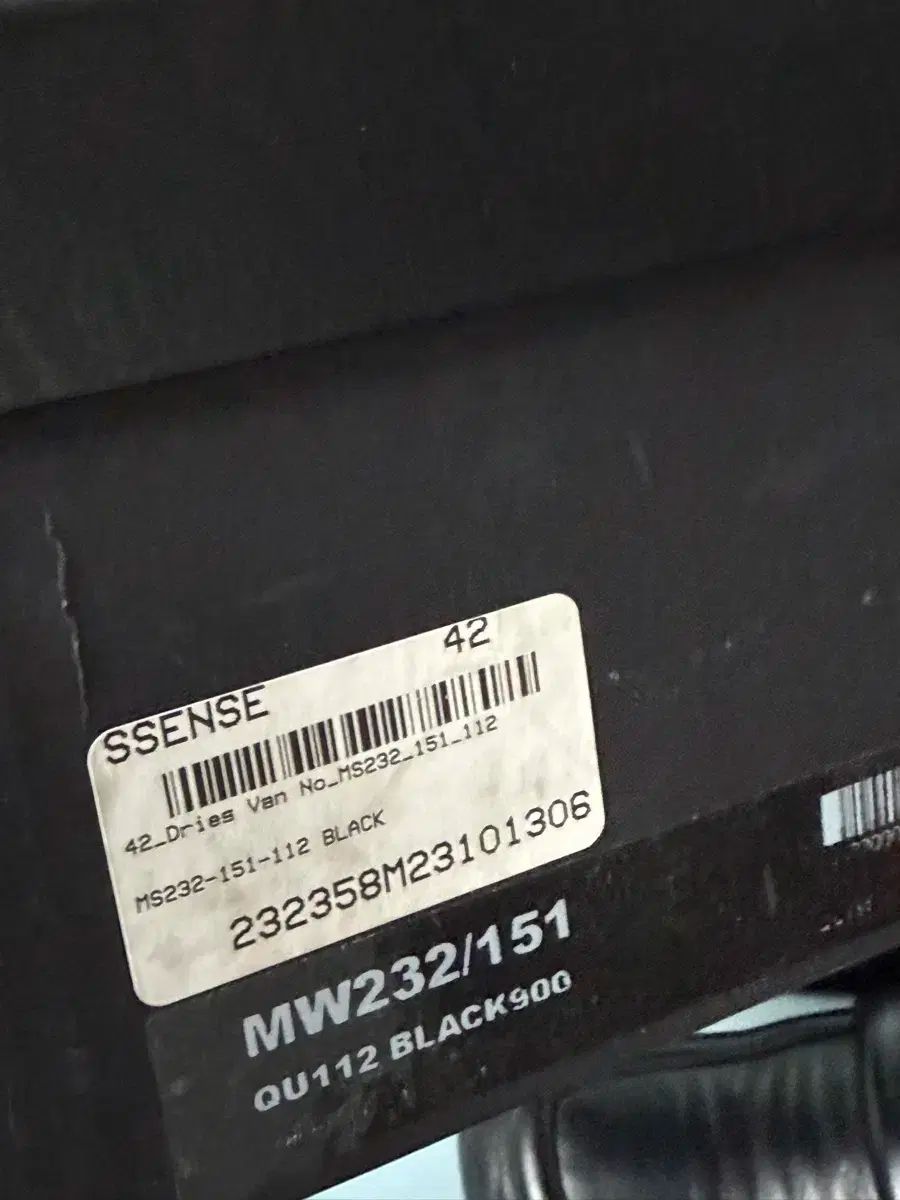 42
SSENSE
42_Dries Van No_MS232_151_112
MS232-151-112 BLACK
232358M23101306
MW232/151
QU112 BLACK900